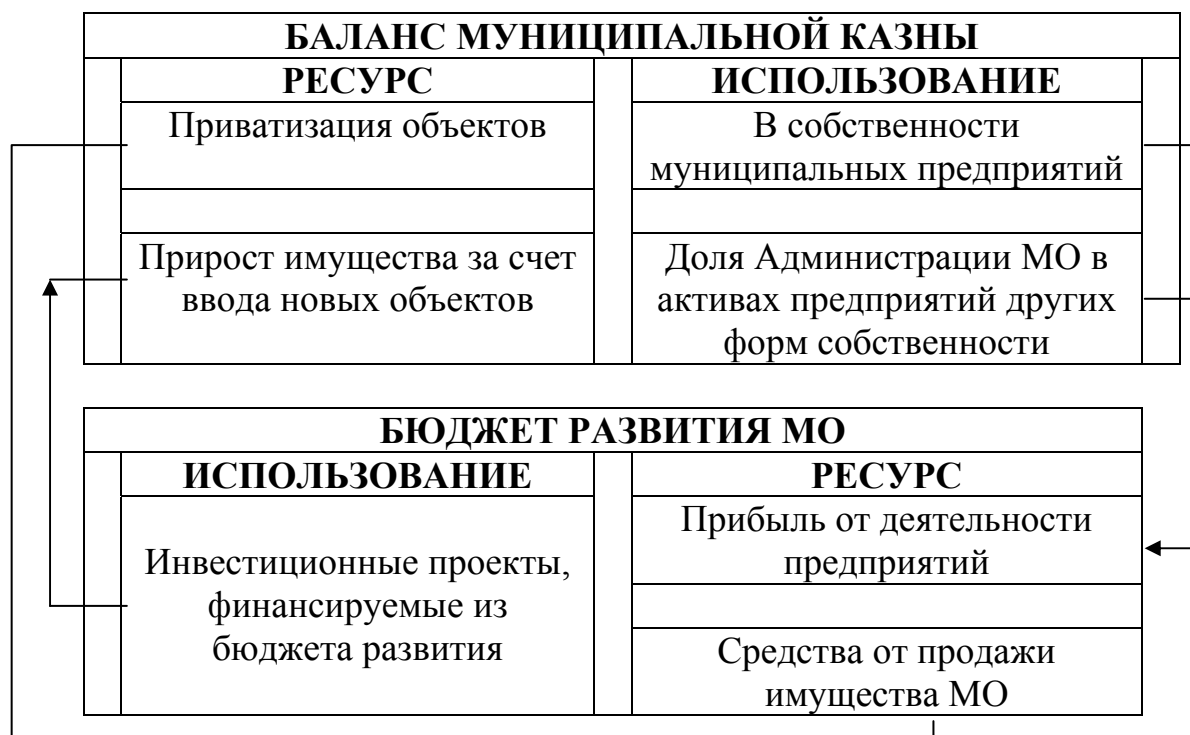 БАЛАНС МУНИЦИПАЛЬНОЙ КАЗНЫ
РЕСУРС
ИСПОЛЬЗОВАНИЕ
Приватизация объектов
В собственности
муниципальных предприятий
Прирост имущества за счет
ввода новых объектов
Доля Администрации МО в
активах предприятий других
форм собственности
БЮДЖЕТ РАЗВИТИЯ МО
ИСПОЛЬЗОВАНИЕ
РЕСУРС
Инвестиционные проекты,
финансируемые из
бюджета развития
Прибыль от деятельности
предприятий
Средства от продажи
имущества МО